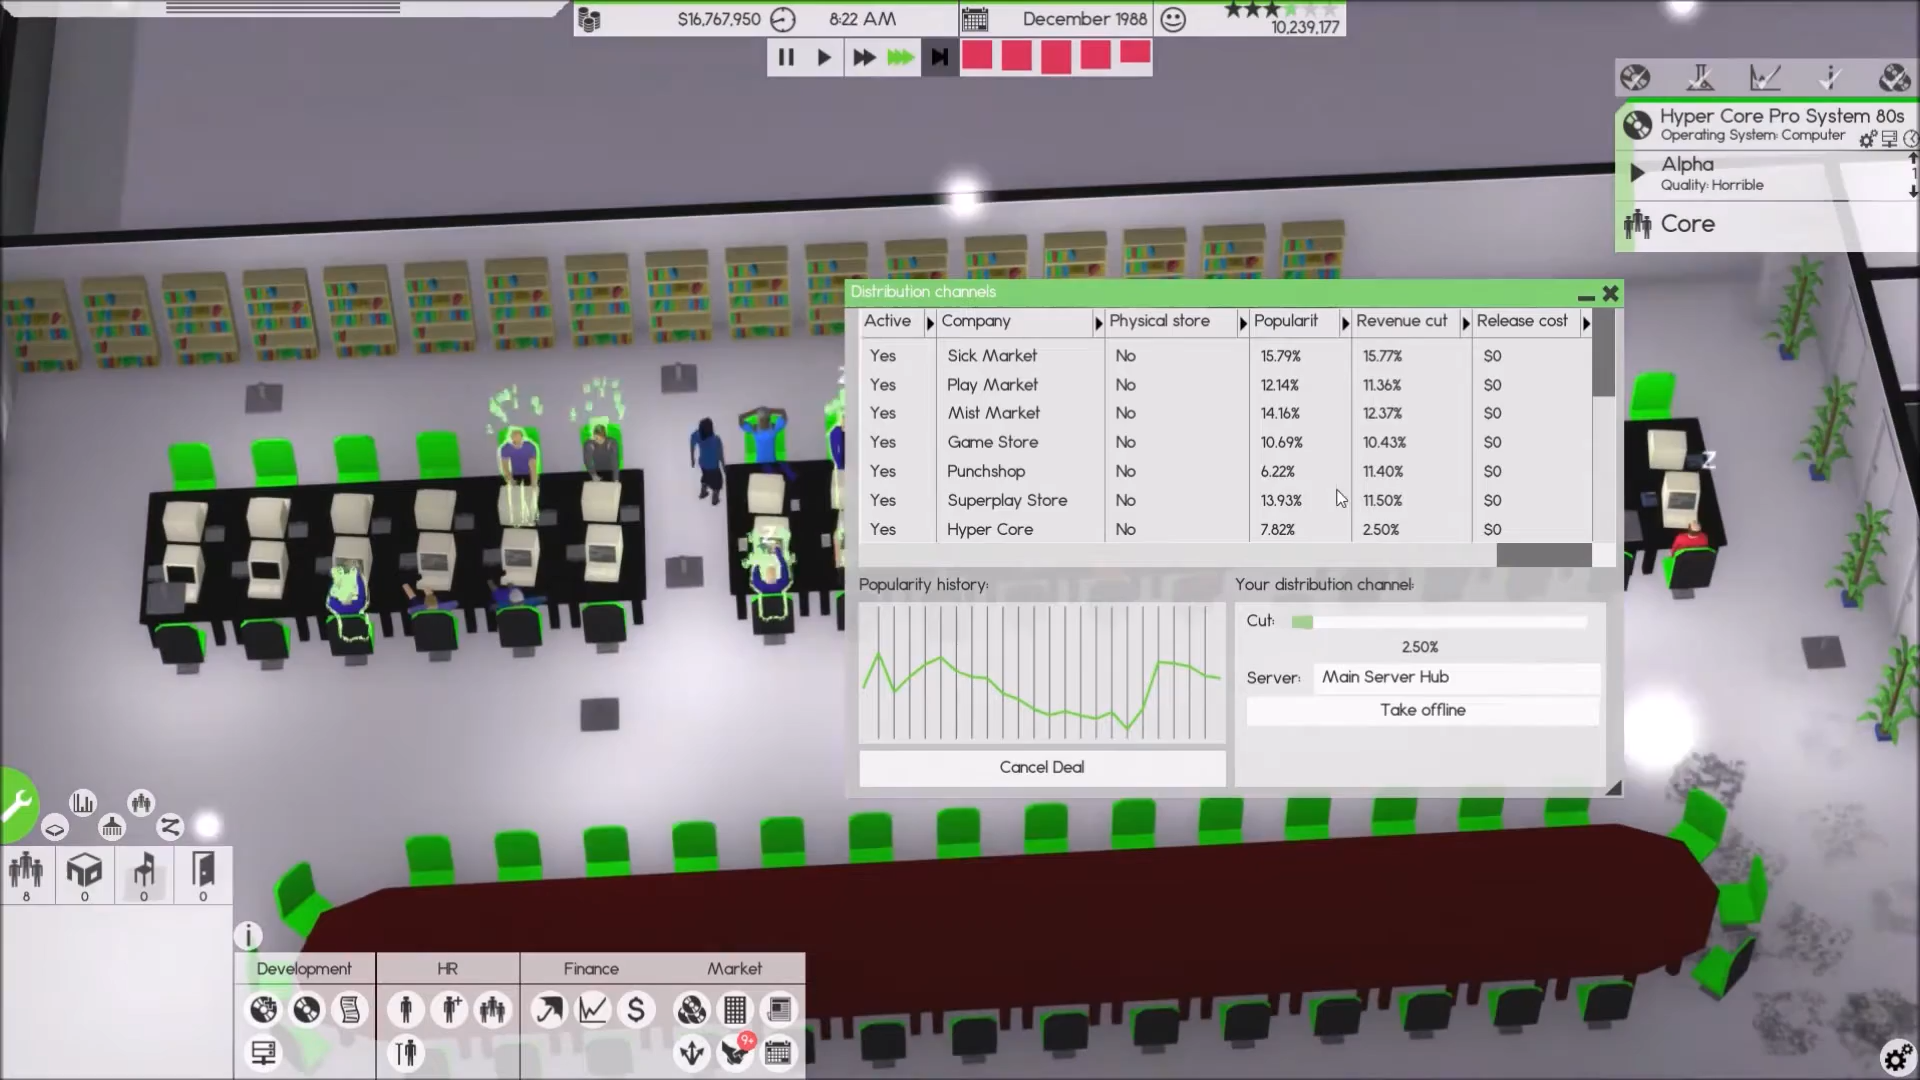 $16,767,950
8:22 AM
December 1988
10,239,177
Hyper Core Pro System 80s
Operating System: Computer
Alpha
Quality: Horrible
1
Core
Distribution channels
Active Company Physical store Popularit Revenue cut Release cost
Yes Sick Market No 15.79% 15.77% $0
Yes Play Market No 12.14% 11.36% $0
Yes Mist Market No 14.16% 12.37% $0
Yes Game Store No 10.69% 10.43% $0
Yes Punchshop No 6.22% 11.40% $0
Yes Superplay Store No 13.93% 11.50% $0
Yes Hyper Core No 7.82% 2.50% $0
Popularity history:
Your distribution channel:
Cut:
2.50%
Server: Main Server Hub
Take offline
Cancel Deal
Z
Z
8 0 0 0
i
Development HR Finance Market
9+